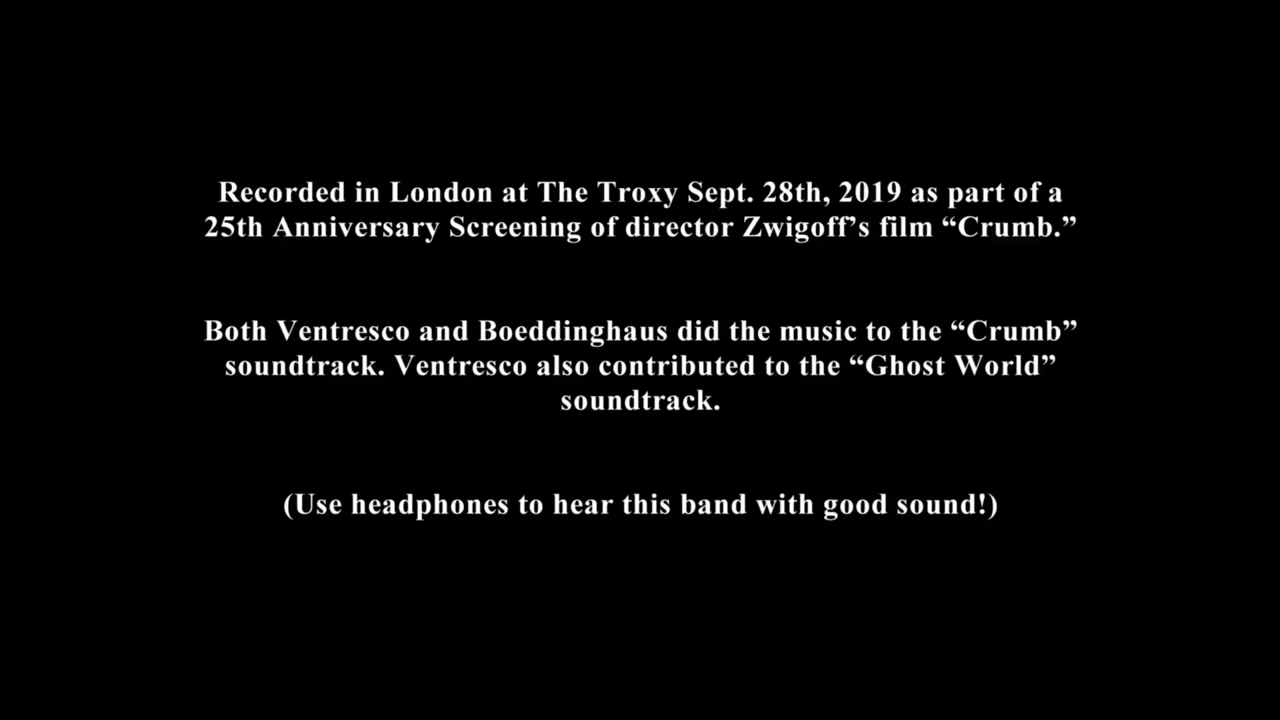 Recorded in London at The Troxy Sept. 28th, 2019 as part of a
25th Anniversary Screening of director Zwigoff’s film “Crumb.”
Both Ventresco and Boeddinghaus did the music to the “Crumb”
soundtrack. Ventresco also contributed to the “Ghost World”
soundtrack.
(Use headphones to hear this band with good sound!)